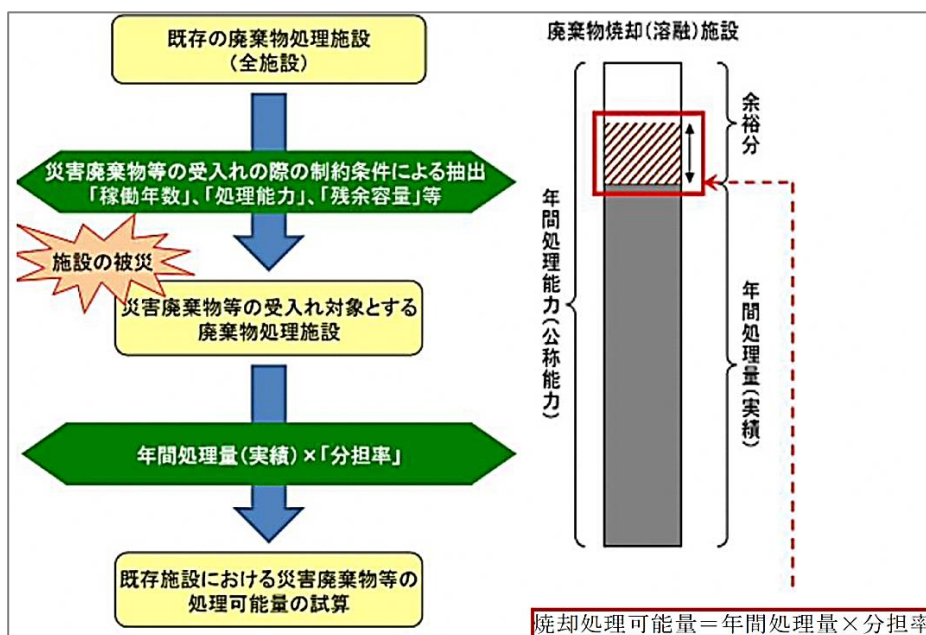 既存の廃棄物処理施設
(全施設)
災害廃棄物等の受入れの際の制約条件による抽出
「稼働年数」、「処理能力」、「残余容量」等
施設の被災
災害廃棄物等の受入れ対象とする
廃棄物処理施設
年間処理量(実績)×「分担率」
既存施設における災害廃棄物等の
処理可能量の試算
廃棄物焼却(溶融)施設
年間処理能力(公称能力)
余裕分
年間処理量(実績)
焼却処理可能量=年間処理量×分担率